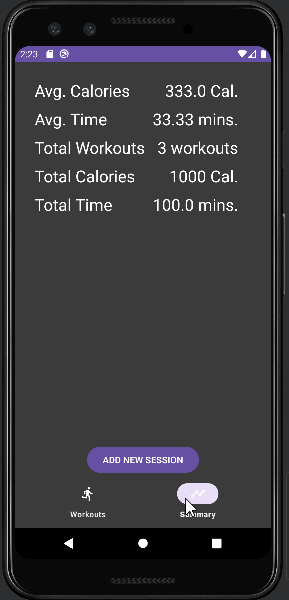 2:23
Avg. Calories 333.0 Cal.
Avg. Time 33.33 mins.
Total Workouts 3 workouts
Total Calories 1000 Cal.
Total Time 100.0 mins.
ADD NEW SESSION
Workouts Summary